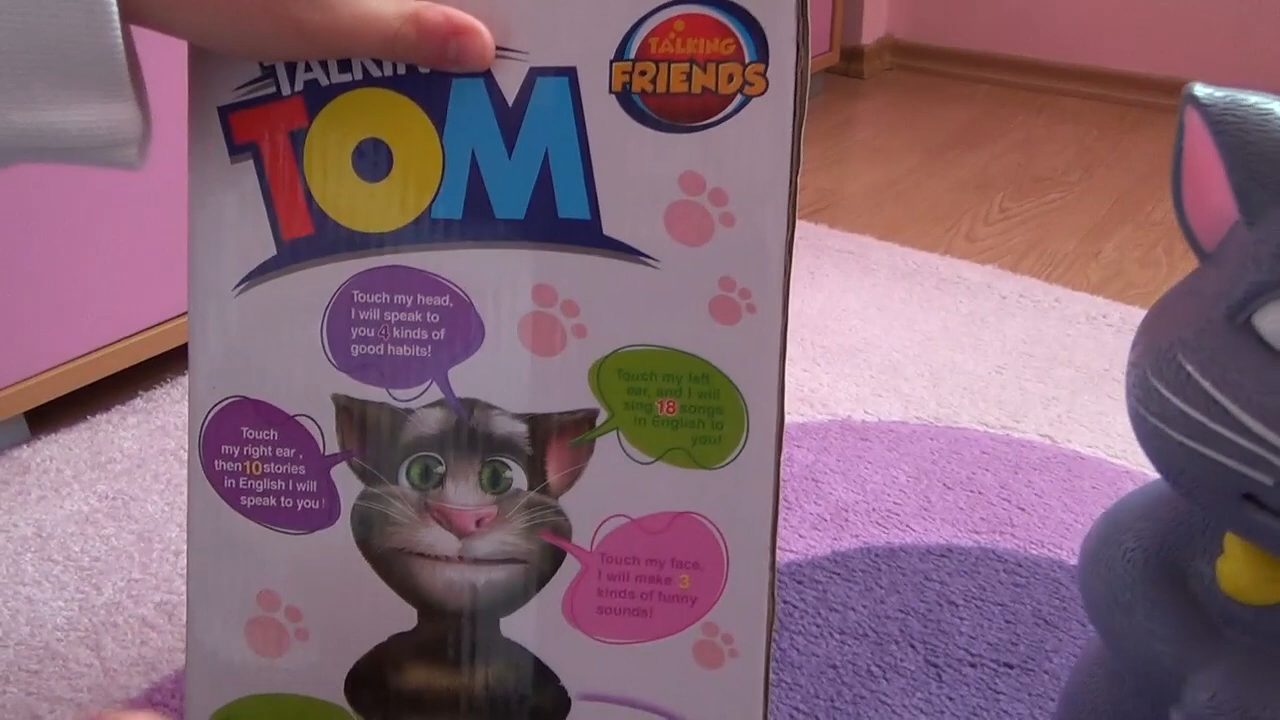 TALKIN
TOM
TALKING
FRIENDS
Touch my head,
I will speak to
you 4 kinds of
good habits!
Touch my left
ear, and I will
sing 18 songs
in English to
you!
Touch
my right ear,
then 10 stories
in English I will
speak to you!
Touch my face,
I will make 3
kinds of funny
sounds!